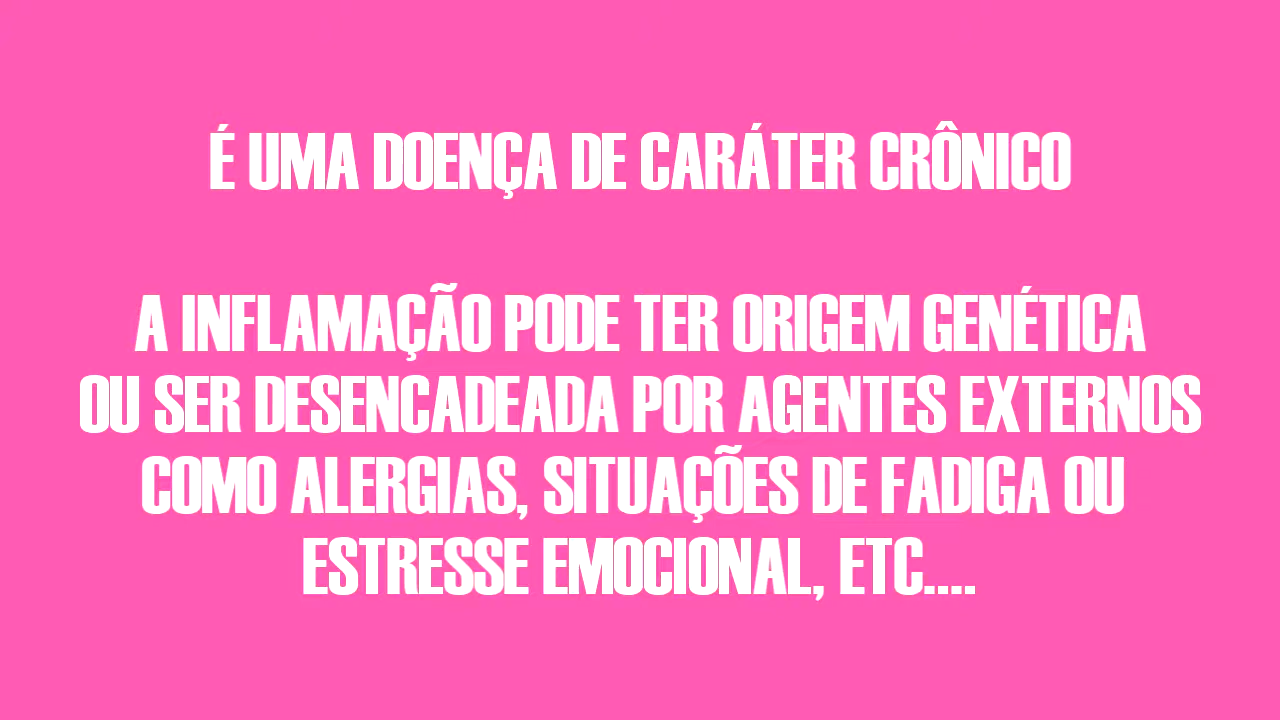 É UMA DOENÇA DE CARÁTER CRÔNICO
A INFLAMAÇÃO PODE TER ORIGEM GENÉTICA
OU SER DESENCADEADA POR AGENTES EXTERNOS
COMO ALERGIAS, SITUAÇÕES DE FADIGA OU
ESTRESSE EMOCIONAL, ETC....